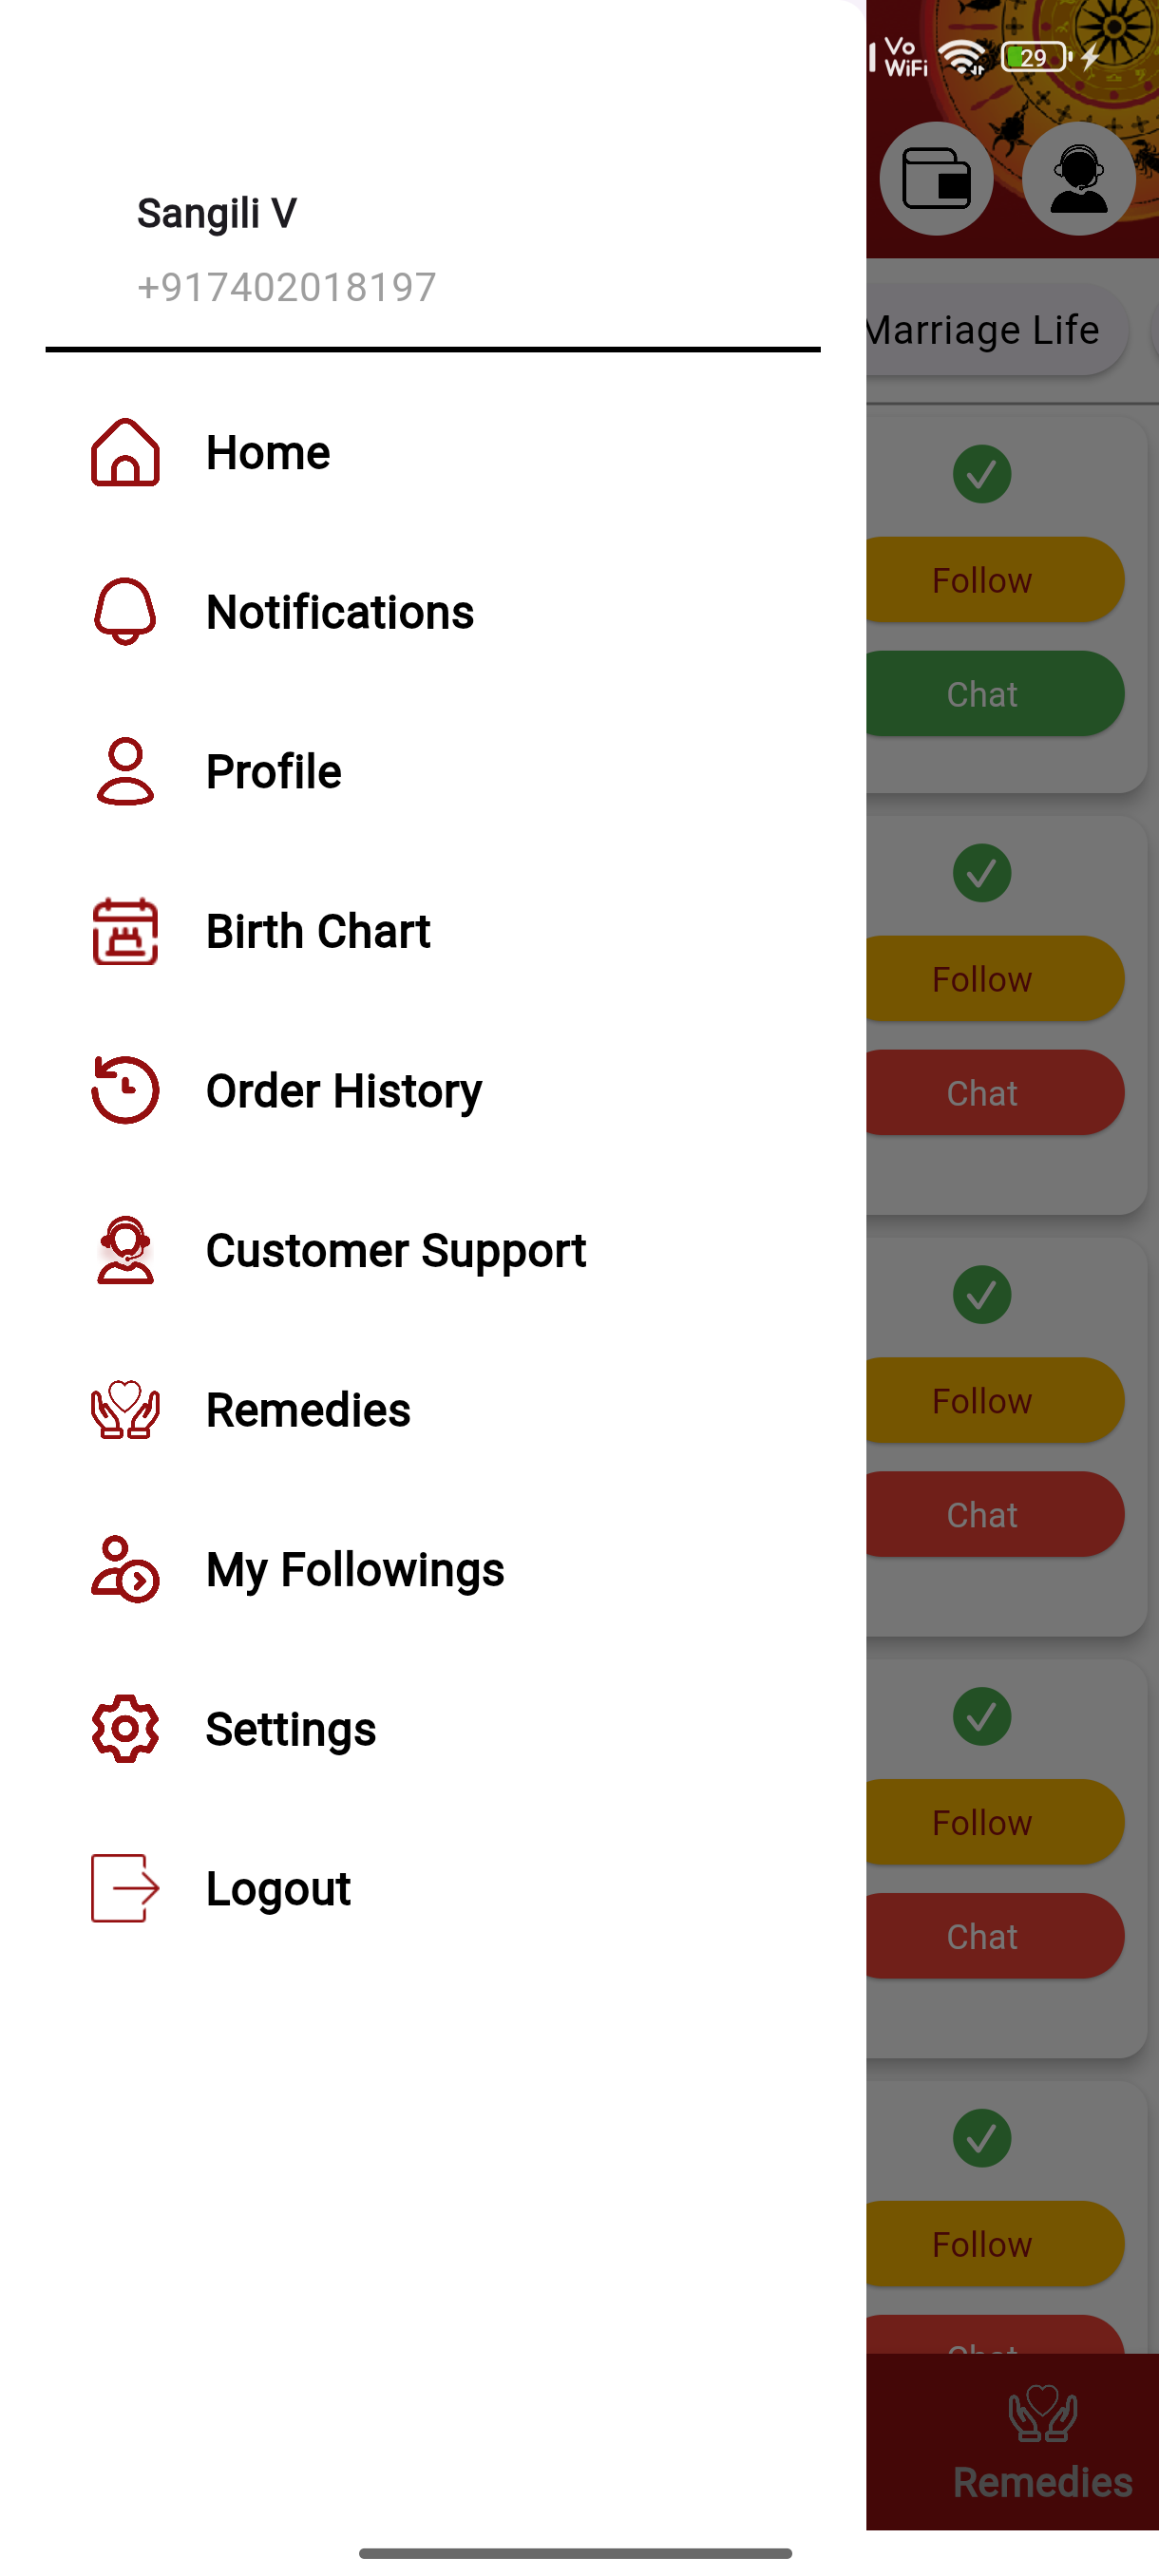 Vo
WiFi
29
Sangili V
+917402018197
Marriage Life
Home
Follow
Notifications
Chat
Profile
Birth Chart
Follow
Order History
Chat
Customer Support
Remedies
Follow
My Followings
Chat
Settings
Follow
Logout
Chat
Follow
Chat
Remedies